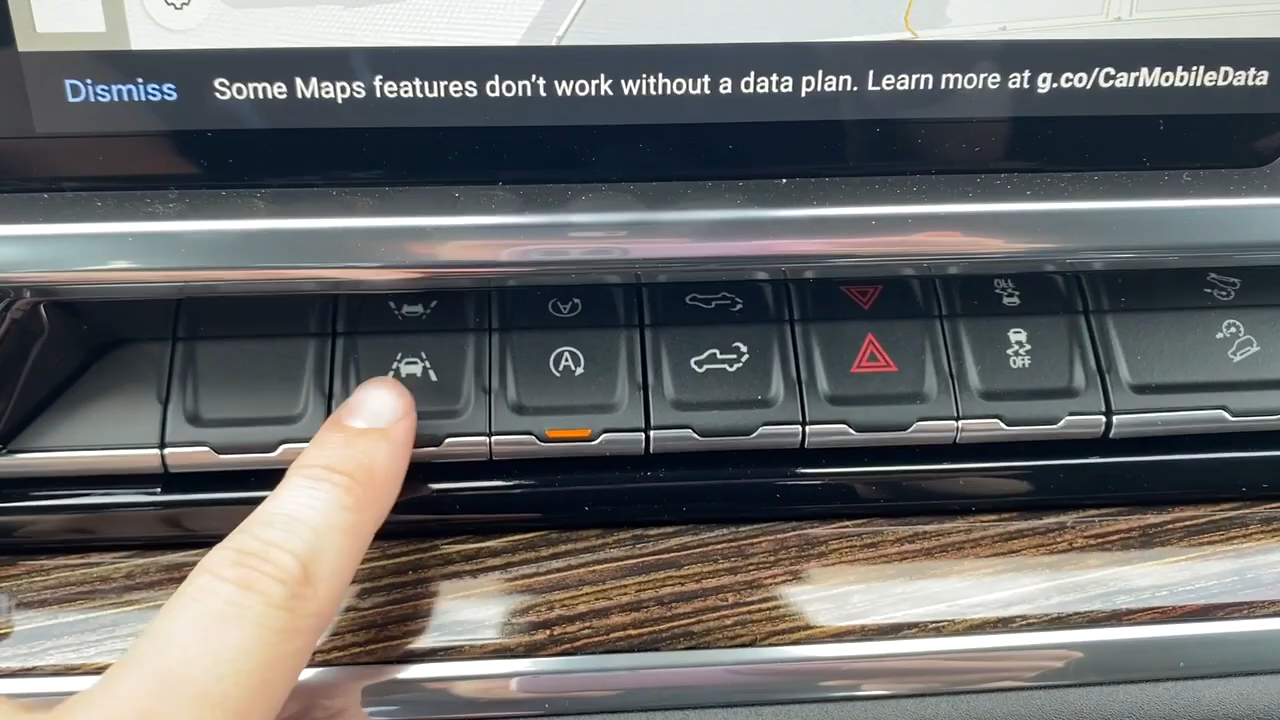 Dismiss Some Maps features don't work without a data plan. Learn more at g.co/CarMobileData
OFF
A
A
OFF